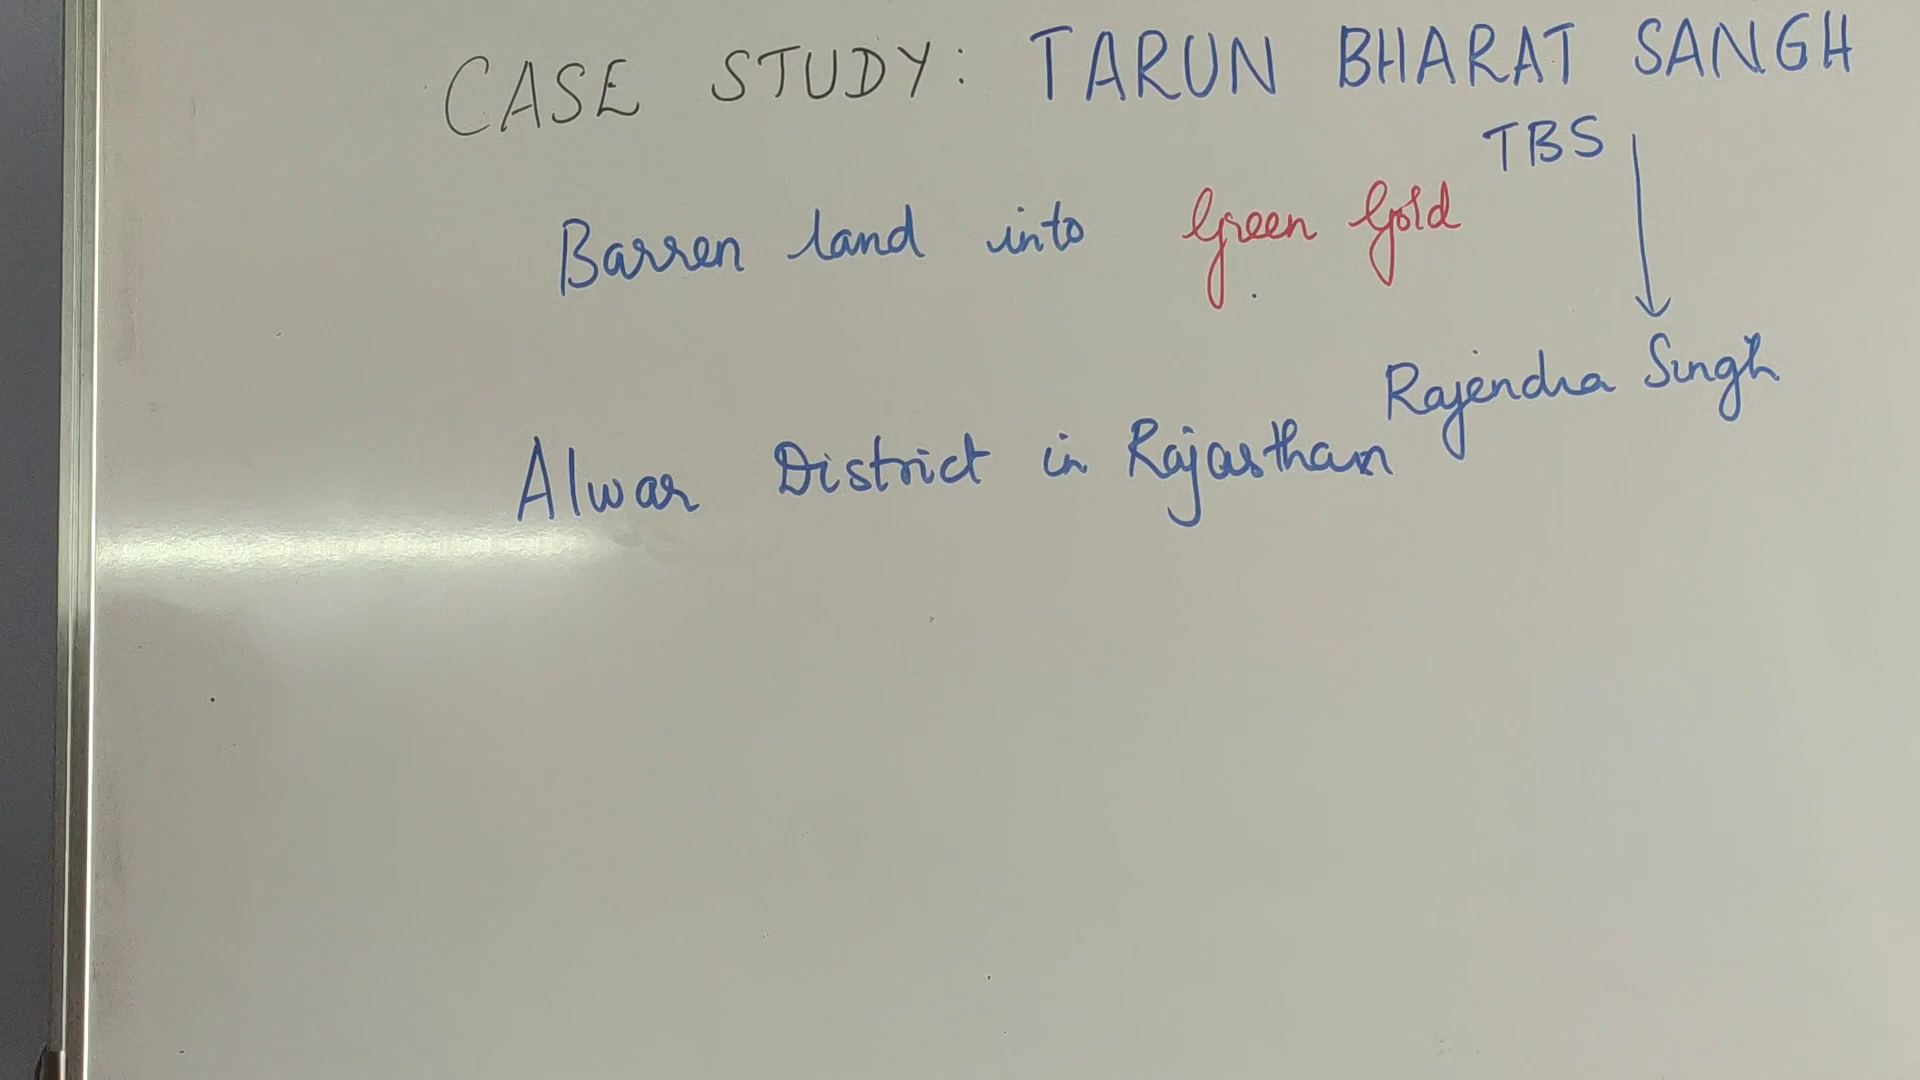 CASE STUDY: TARUN BHARAT SANGH
TBS
Barren land into Green Gold
Rajendra Singh
Alwar District in Rajasthan